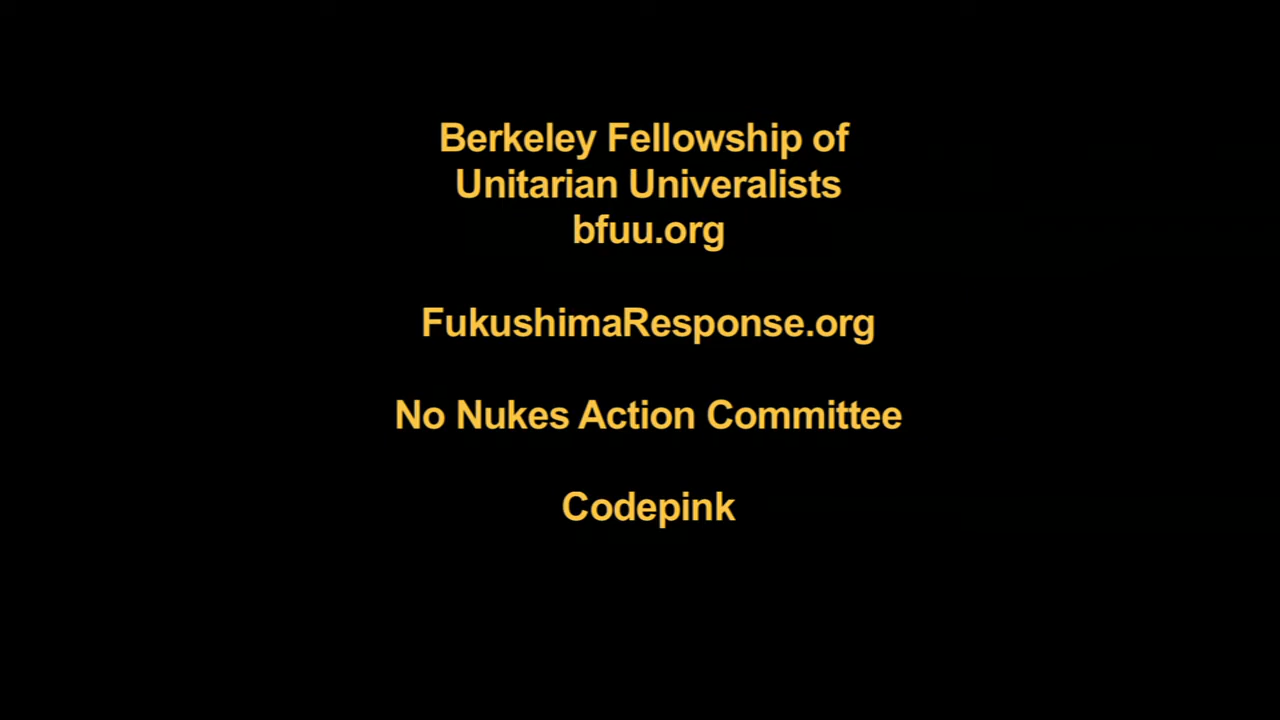 Berkeley Fellowship of
Unitarian Univeralists
bfuu.org
FukushimaResponse.org
No Nukes Action Committee
Codepink